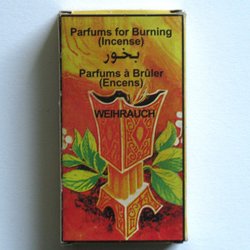 Parfums for Burning
(Incense)
بخور
Parfums à Brûler
(Encens)
WEIHRAUCH